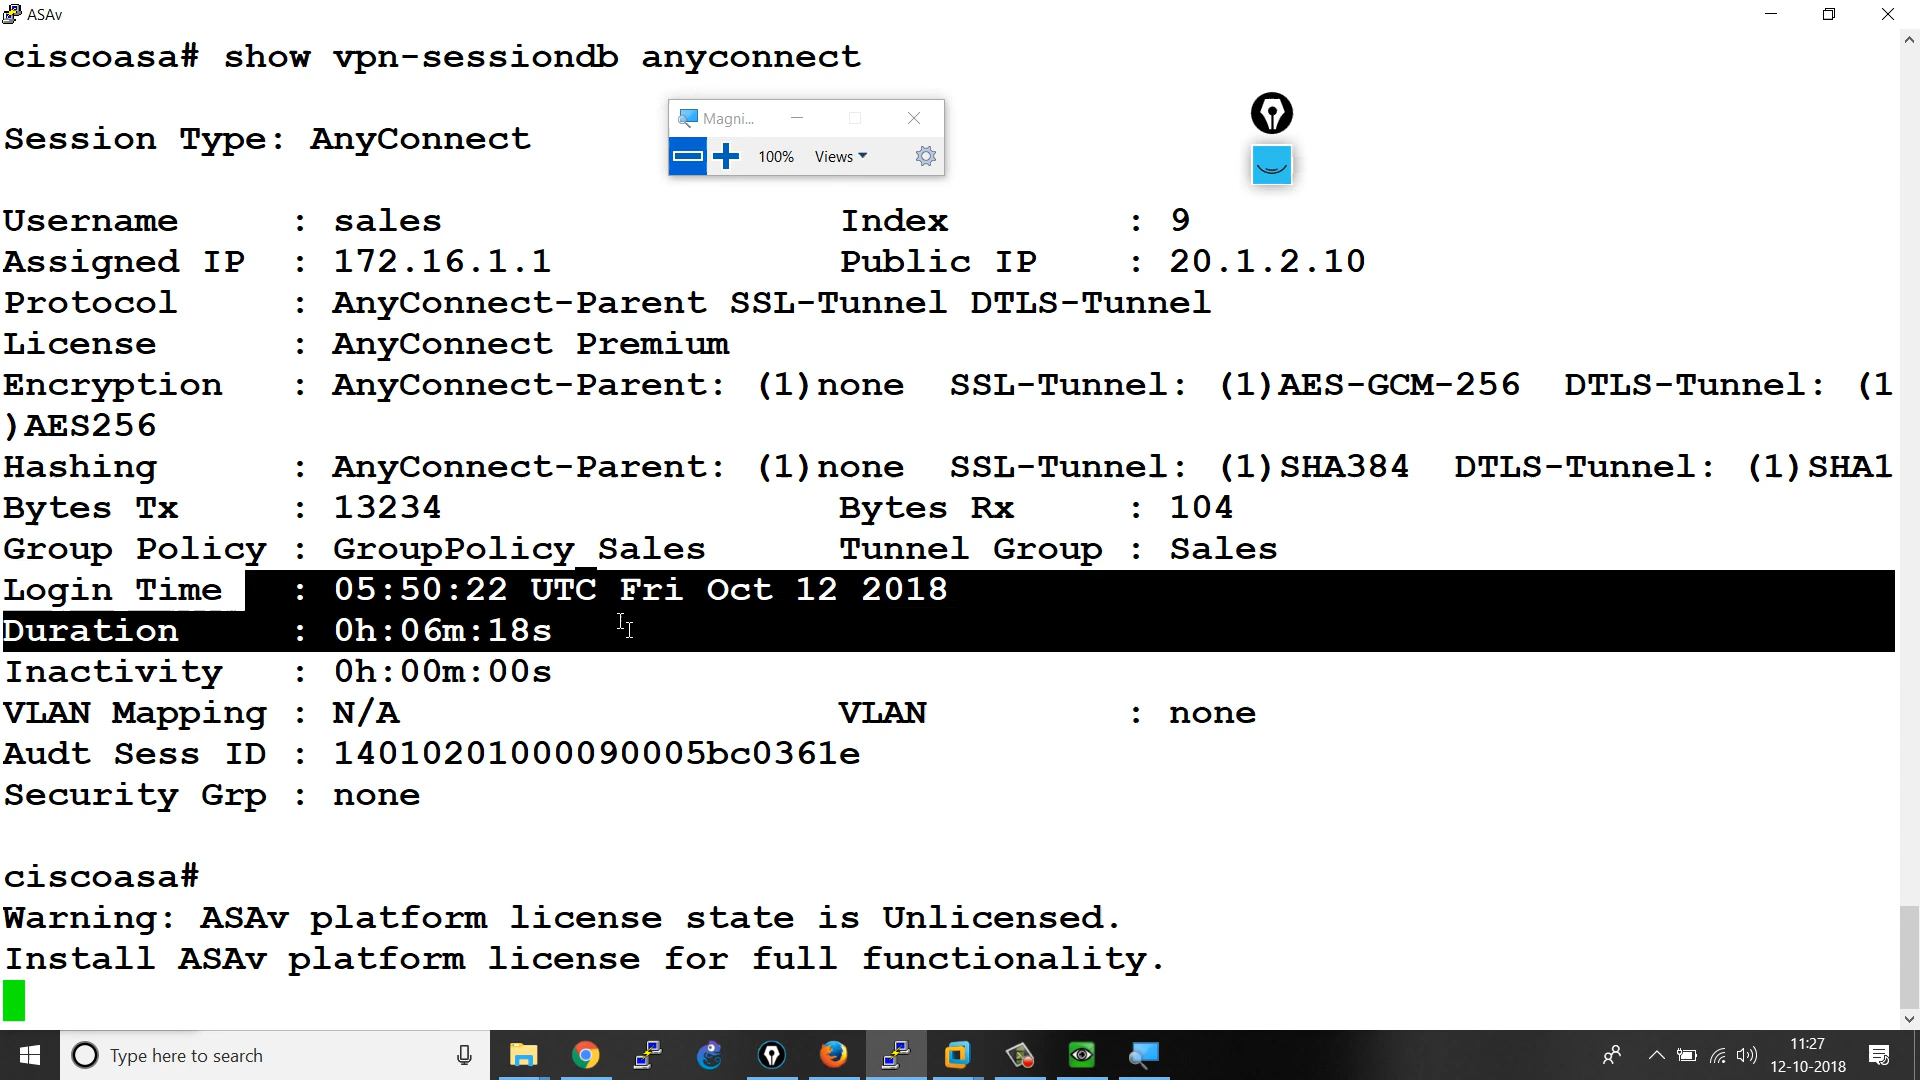 ASAv
ciscoasa# show vpn-sessiondb anyconnect
Magni...
Session Type: AnyConnect
100% Views
Username : sales Index : 9
Assigned IP : 172.16.1.1 Public IP : 20.1.2.10
Protocol : AnyConnect-Parent SSL-Tunnel DTLS-Tunnel
License : AnyConnect Premium
Encryption : AnyConnect-Parent: (1)none SSL-Tunnel: (1)AES-GCM-256 DTLS-Tunnel: (1
)AES256
Hashing : AnyConnect-Parent: (1)none SSL-Tunnel: (1)SHA384 DTLS-Tunnel: (1)SHA1
Bytes Tx : 13234 Bytes Rx : 104
Group Policy : GroupPolicy_Sales Tunnel Group : Sales
Login Time : 05:50:22 UTC Fri Oct 12 2018
Duration : 0h:06m:18s
Inactivity : 0h:00m:00s
VLAN Mapping : N/A VLAN : none
Audt Sess ID : 14010201000090005bc0361e
Security Grp : none
ciscoasa#
Warning: ASAv platform license state is Unlicensed.
Install ASAv platform license for full functionality.
Type here to search
11:27
12-10-2018